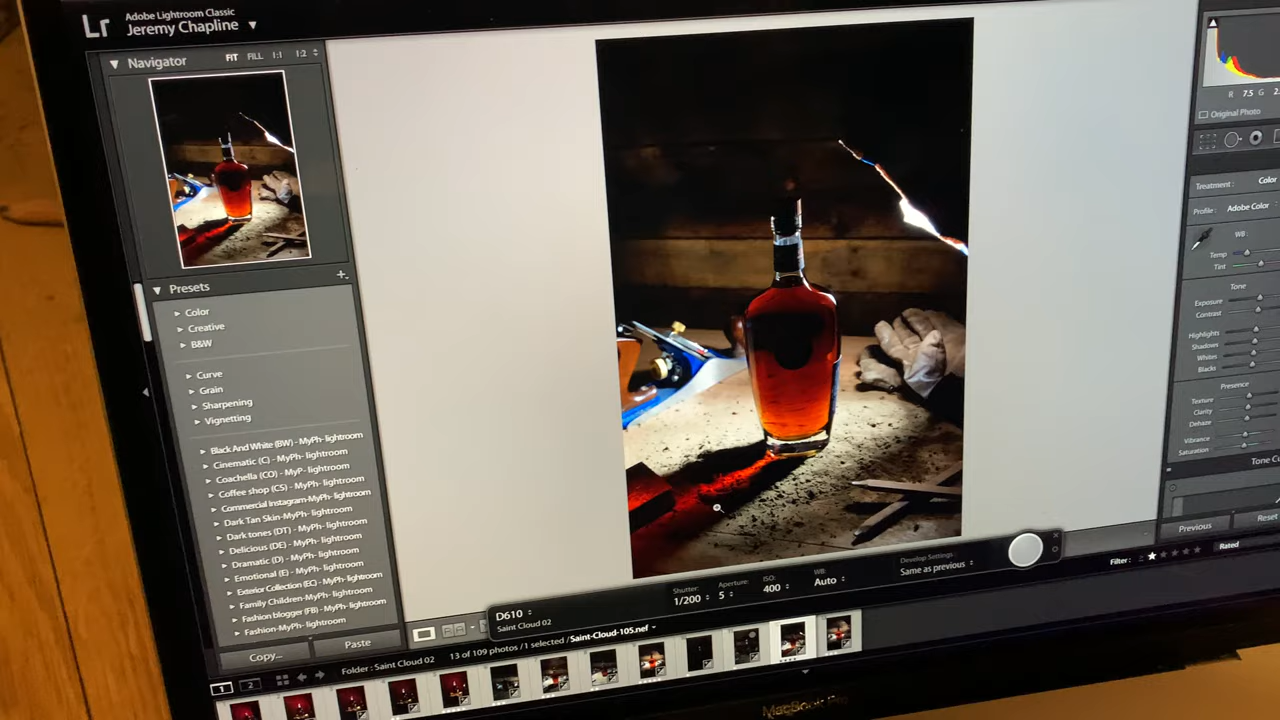 Lr
Adobe Lightroom Classic
Jeremy Chapline
Navigator
FIT FILL 1:1 1:2
Presets
Color
Creative
B&W
Curve
Grain
Sharpening
Vignetting
Black And White (BW) - MyPh- lightroom
Cinematic (C) - MyPh- lightroom
Coachella (CO) - MyP- lightroom
Coffee shop (CS) - MyPh- lightroom
Commercial Instagram-MyPh-lightroom
Dark Tan Skin-MyPh-lightroom
Dark tones (DT) - MyPh- lightroom
Delicious (DE) - MyPh- lightroom
Dramatic (D) - MyPh- lightroom
Emotional (E) - MyPh- lightroom
Exterior Collection (EC) - MyPh-lightroom
Family Children-MyPh- lightroom
Fashion blogger (FB) - MyPh- lightroom
Fashion-MyPh- lightroom
Copy...
Paste
R 7.5 G 2.
Original Photo
Treatment: Color
Profile: Adobe Color
WB:
Temp
Tint
Tone
Exposure
Contrast
Highlights
Shadows
Whites
Blacks
Presence
Texture
Clarity
Dehaze
Vibrance
Saturation
Tone Cu
Previous
Reset
D610
Saint Cloud 02
Shutter:
1/200
Aperture:
5
ISO:
400
WB:
Auto
Develop Settings:
Same as previous
Filter:
Rated
1 2
Folder: Saint Cloud 02
13 of 109 photos / 1 selected / Saint-Cloud-105.nef
MacBook Pro